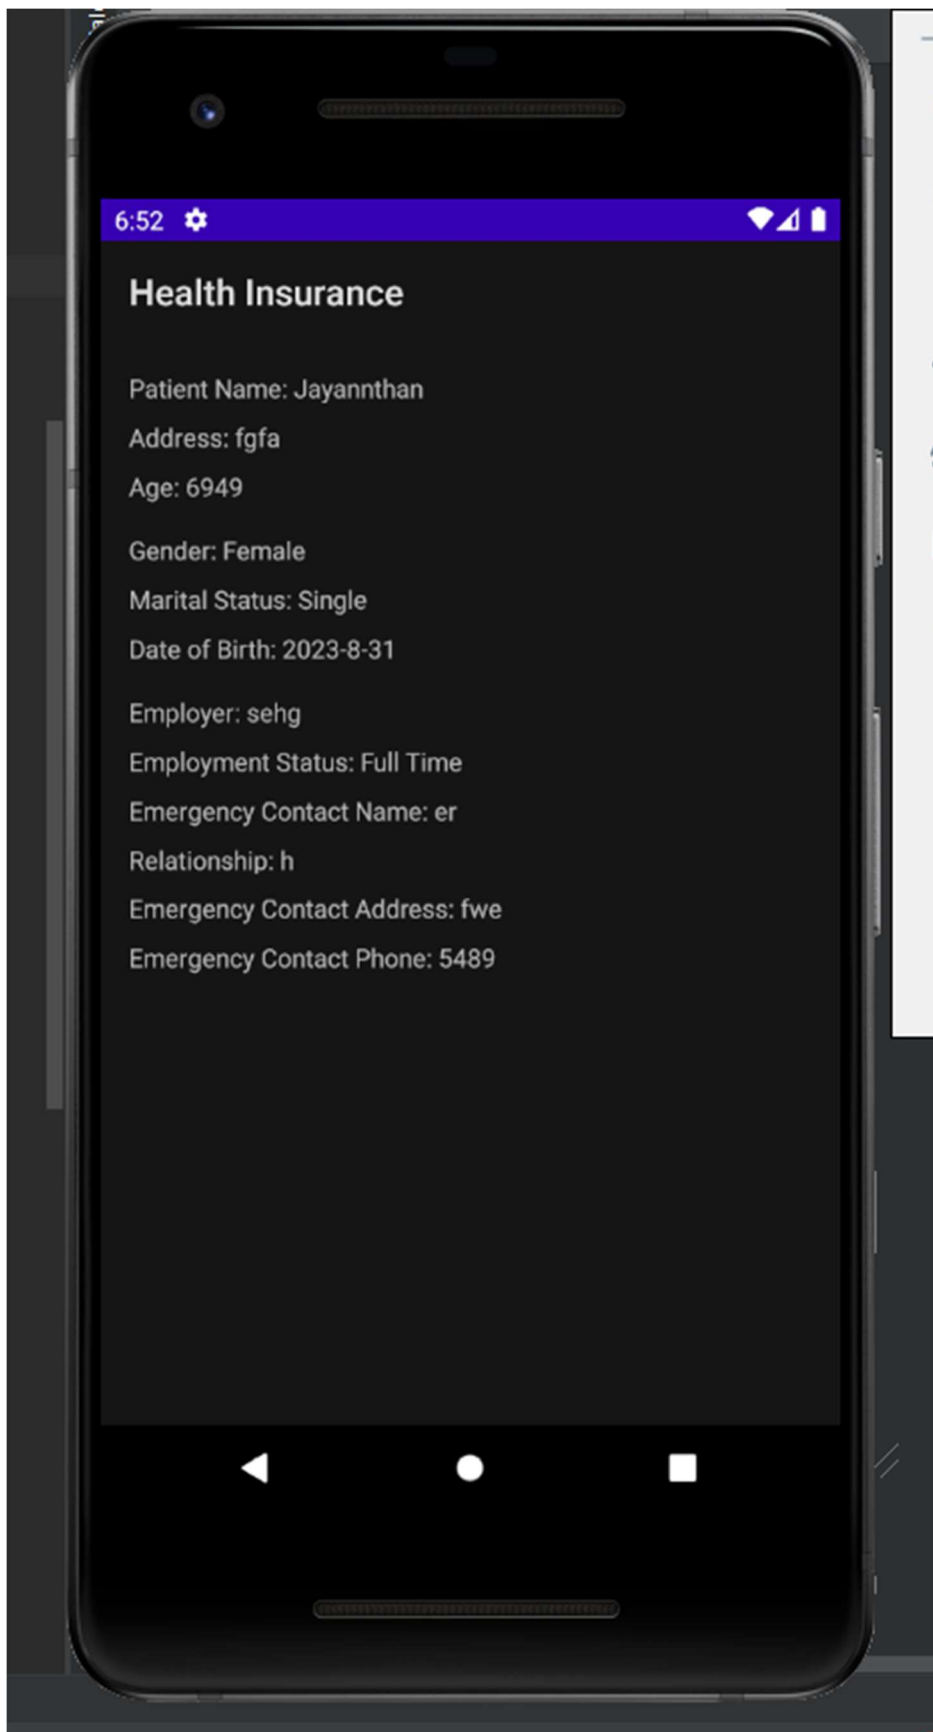 6:52
Health Insurance
Patient Name: Jayannthan
Address: fgfa
Age: 6949
Gender: Female
Marital Status: Single
Date of Birth: 2023-8-31
Employer: sehg
Employment Status: Full Time
Emergency Contact Name: er
Relationship: h
Emergency Contact Address: fwe
Emergency Contact Phone: 5489